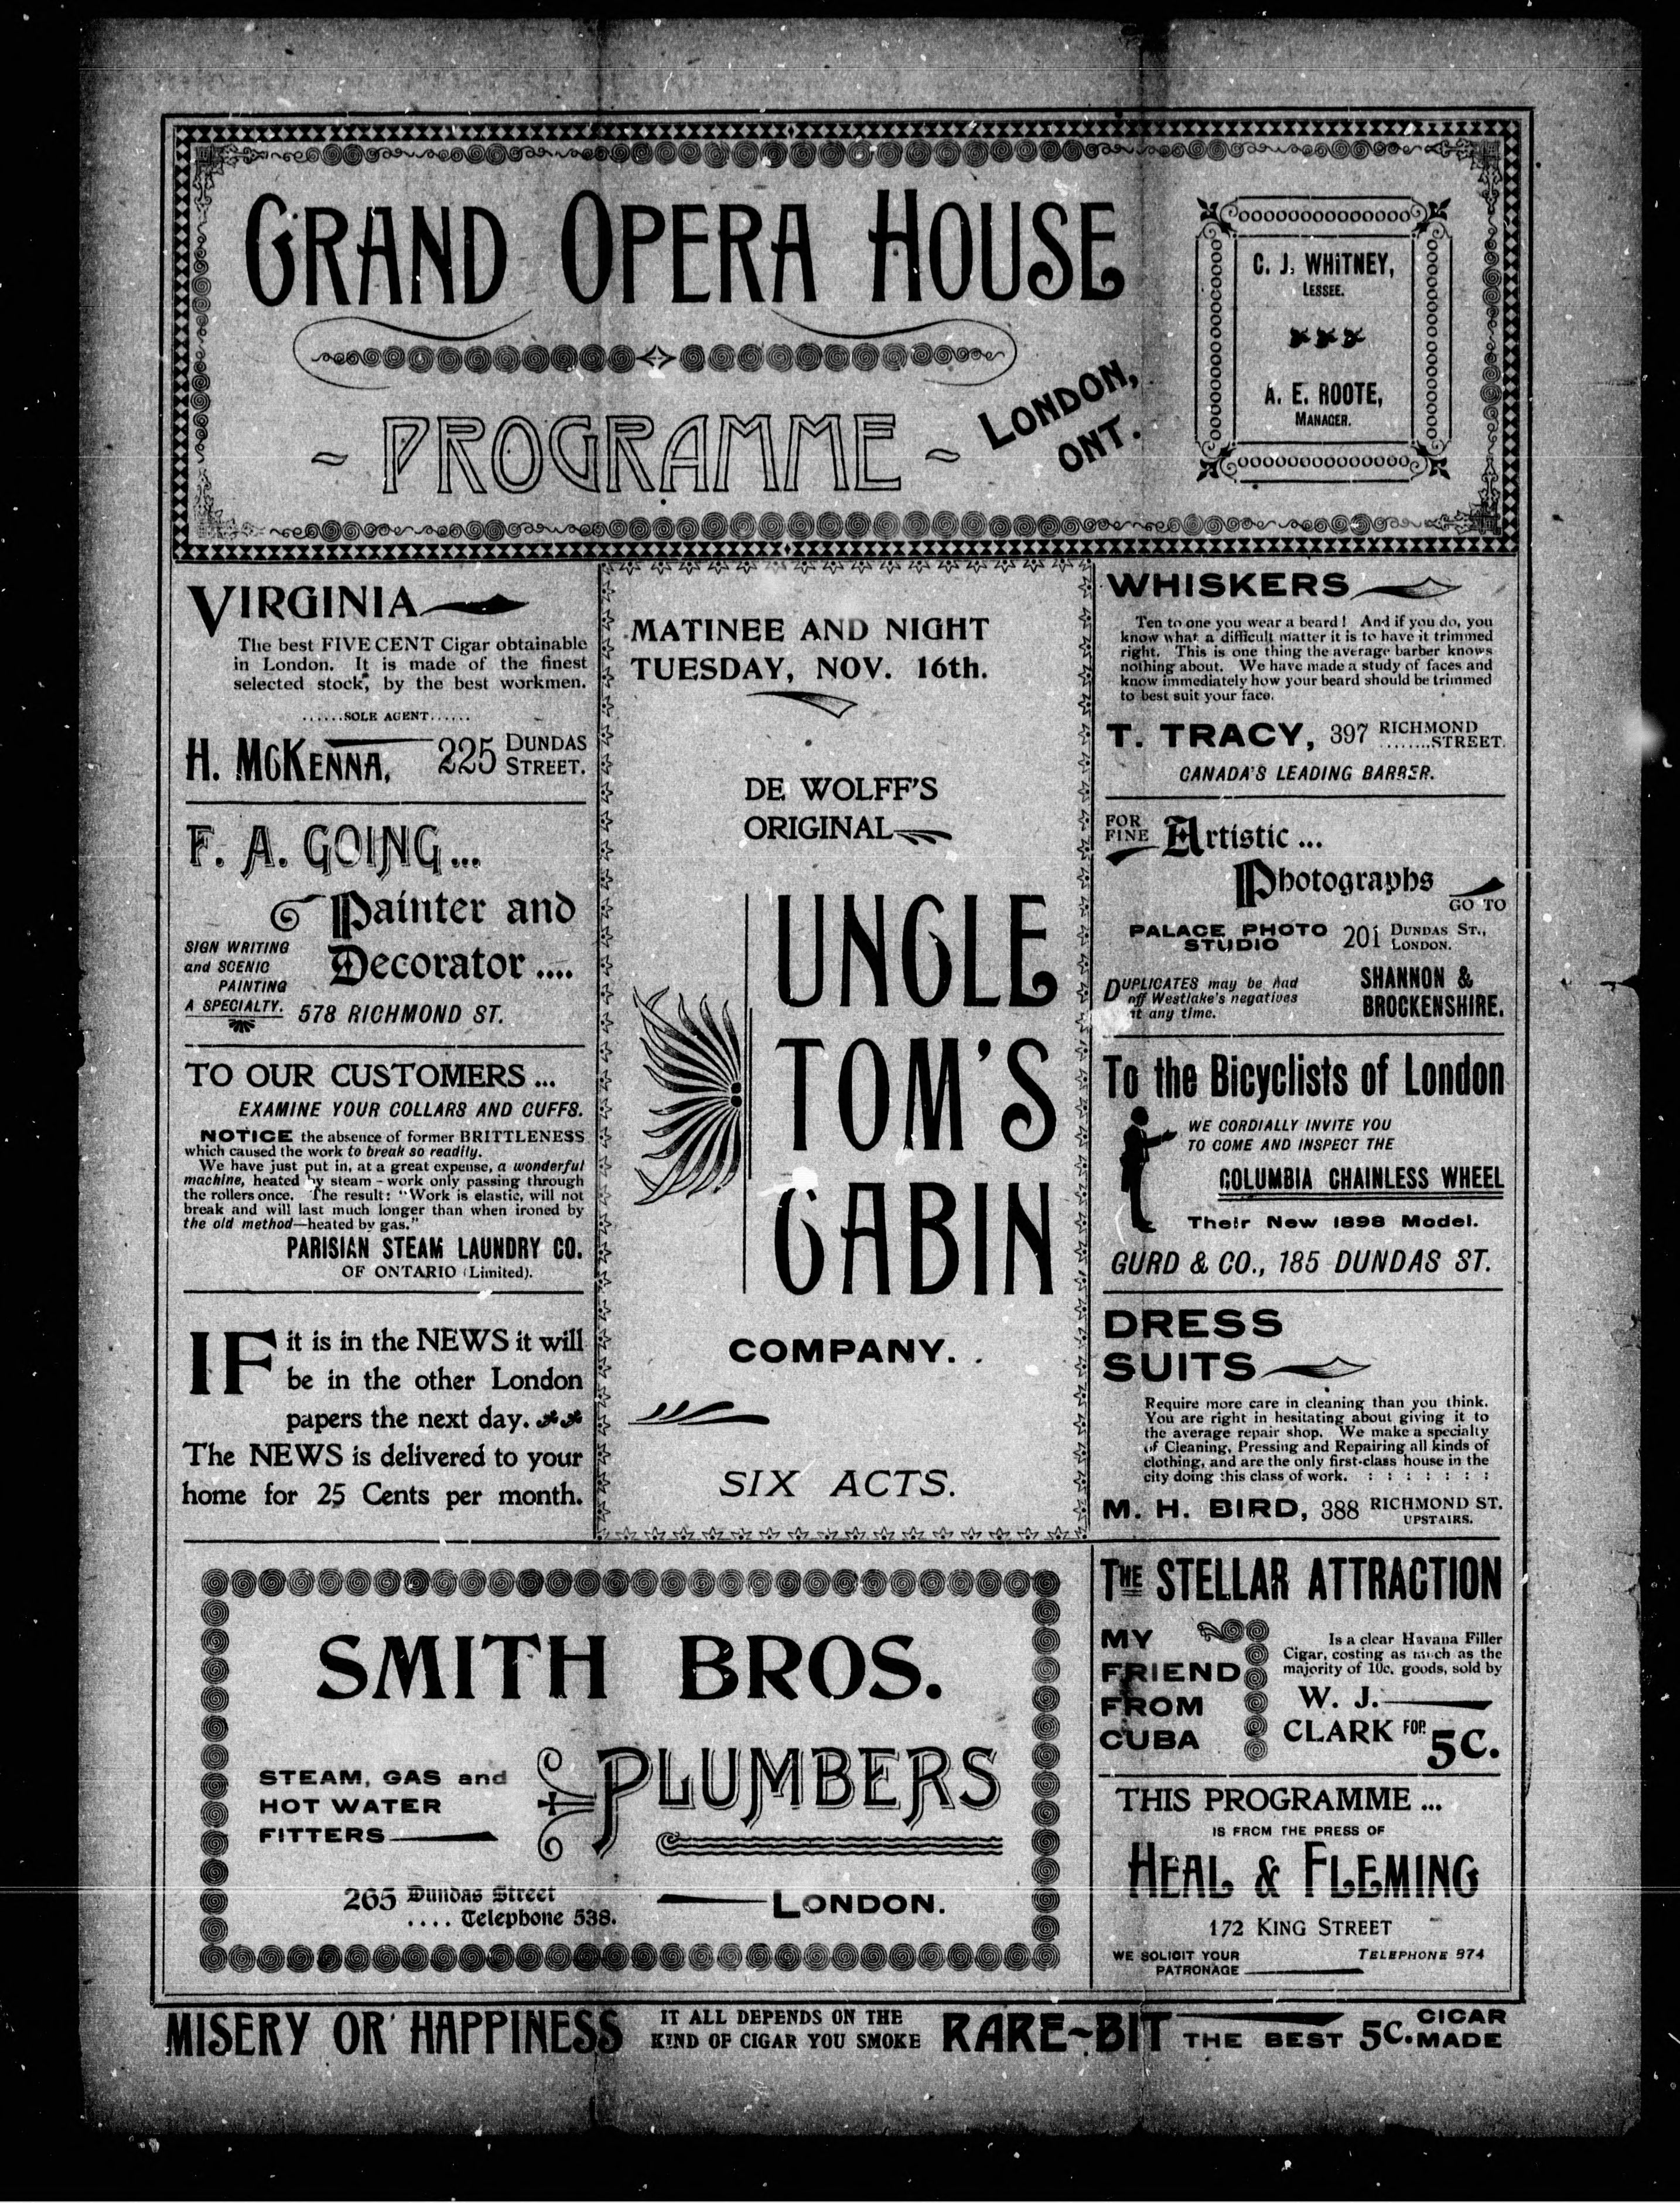 GRAND OPERA HOUSE
~ PROGRAMME ~
LONDON,
ONT.
C. J. WHITNEY,
LESSEE.
A. E. ROOTE,
MANAGER.
VIRGINIA
The best FIVE CENT Cigar obtainable
in London. It is made of the finest
selected stock, by the best workmen.
......SOLE AGENT......
H. McKENNA, 225 DUNDAS
STREET.
F. A. GOING...
Painter and
Decorator ....
SIGN WRITING
and SCENIC
PAINTING
A SPECIALTY.
578 RICHMOND ST.
TO OUR CUSTOMERS ...
EXAMINE YOUR COLLARS AND CUFFS.
NOTICE the absence of former BRITTLENESS
which caused the work to break so readily.
We have just put in, at a great expense, a wonderful
machine, heated by steam - work only passing through
the rollers once. The result: "Work is elastic, will not
break and will last much longer than when ironed by
the old method—heated by gas."
PARISIAN STEAM LAUNDRY CO.
OF ONTARIO (Limited).
IF it is in the NEWS it will
be in the other London
papers the next day.
The NEWS is delivered to your
home for 25 Cents per month.
MATINEE AND NIGHT
TUESDAY, NOV. 16th.
DE WOLFF'S
ORIGINAL
UNCLE
TOM'S
CABIN
COMPANY. .
SIX ACTS.
WHISKERS
Ten to one you wear a beard! And if you do, you
know what a difficult matter it is to have it trimmed
right. This is one thing the average barber knows
nothing about. We have made a study of faces and
know immediately how your beard should be trimmed
to best suit your face.
T. TRACY, 397 RICHMOND
........STREET.
CANADA'S LEADING BARBER.
FOR
FINE
Artistic ...
Photographs
GO TO
PALACE PHOTO
STUDIO
201 DUNDAS ST.,
LONDON.
DUPLICATES may be had
off Westlake's negatives
at any time.
SHANNON &
BROCKENSHIRE.
To the Bicyclists of London
WE CORDIALLY INVITE YOU
TO COME AND INSPECT THE
COLUMBIA CHAINLESS WHEEL
Their New 1898 Model.
GURD & CO., 185 DUNDAS ST.
DRESS
SUITS
Require more care in cleaning than you think.
You are right in hesitating about giving it to
the average repair shop. We make a specialty
of Cleaning, Pressing and Repairing all kinds of
clothing, and are the only first-class house in the
city doing this class of work. : : : : : : :
M. H. BIRD, 388 RICHMOND ST.
UPSTAIRS.
SMITH BROS.
STEAM, GAS and
HOT WATER
FITTERS
PLUMBERS
265 Dundas Street
.... Telephone 538.
LONDON.
THE STELLAR ATTRACTION
MY
FRIEND
FROM
CUBA
Is a clear Havana Filler
Cigar, costing as much as the
majority of 10c. goods, sold by
W. J.
CLARK FOR 5C.
THIS PROGRAMME ...
IS FROM THE PRESS OF
HEAL & FLEMING
172 KING STREET
WE SOLICIT YOUR
PATRONAGE
TELEPHONE 974
MISERY OR HAPPINESS IT ALL DEPENDS ON THE
KIND OF CIGAR YOU SMOKE RARE-BIT THE BEST 5C. CIGAR
MADE